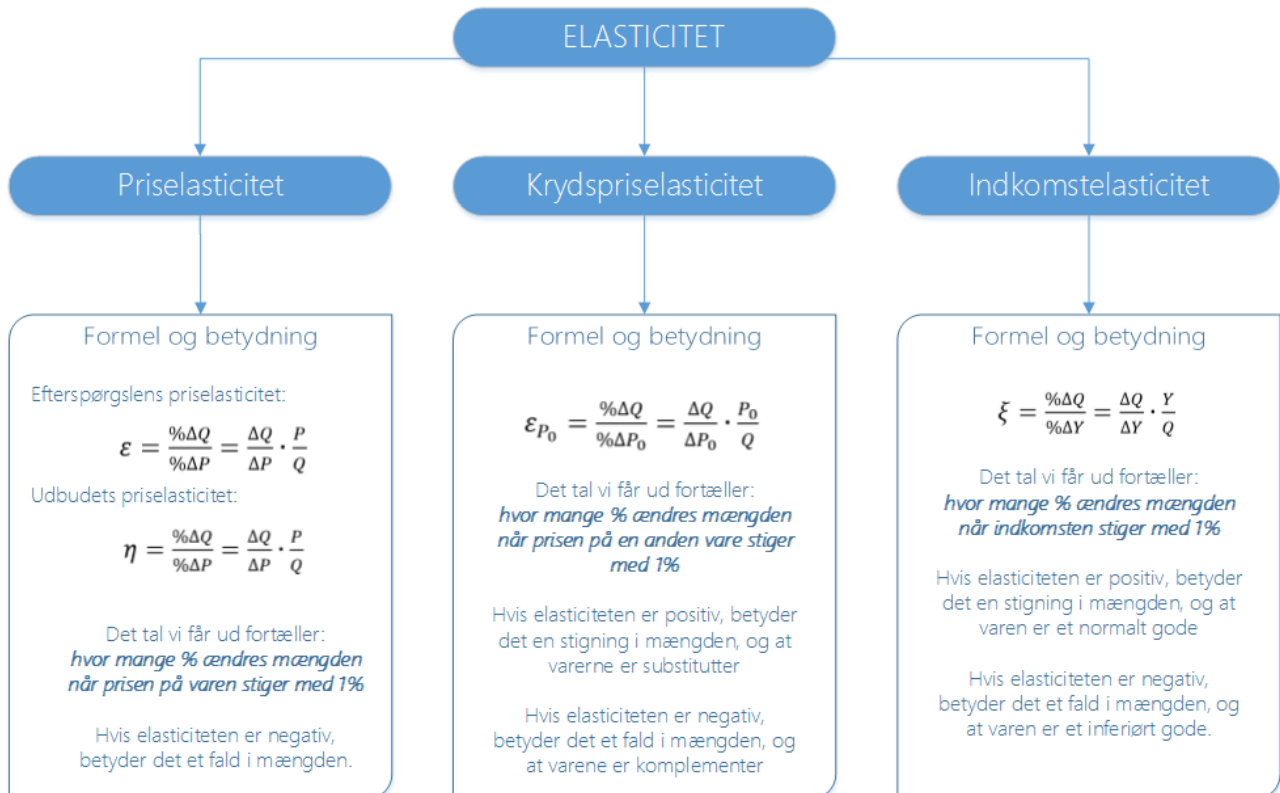 ELASTICITET
Priselasticitet
Krydspriselasticitet
Indkomstelasticitet
Formel og betydning
Efterspørgslens priselasticitet:
ε = %ΔQ/%ΔP = ΔQ/ΔP · P/Q
Udbudets priselasticitet:
η = %ΔQ/%ΔP = ΔQ/ΔP · P/Q
Det tal vi får ud fortæller:
hvor mange % ændres mængden
når prisen på varen stiger med 1%
Hvis elasticiteten er negativ,
betyder det et fald i mængden.
Formel og betydning
ε_P₀ = %ΔQ/%ΔP₀ = ΔQ/ΔP₀ · P₀/Q
Det tal vi får ud fortæller:
hvor mange % ændres mængden
når prisen på en anden vare stiger
med 1%
Hvis elasticiteten er positiv, betyder
det en stigning i mængden, og at
varerne er substitutter
Hvis elasticiteten er negativ,
betyder det et fald i mængden, og
at varene er komplementer
Formel og betydning
ξ = %ΔQ/%ΔY = ΔQ/ΔY · Y/Q
Det tal vi får ud fortæller:
hvor mange % ændres mængden
når indkomsten stiger med 1%
Hvis elasticiteten er positiv, betyder
det en stigning i mængden, og at
varen er et normalt gode
Hvis elasticiteten er negativ,
betyder det et fald i mængden, og
at varen er et inferiørt gode.